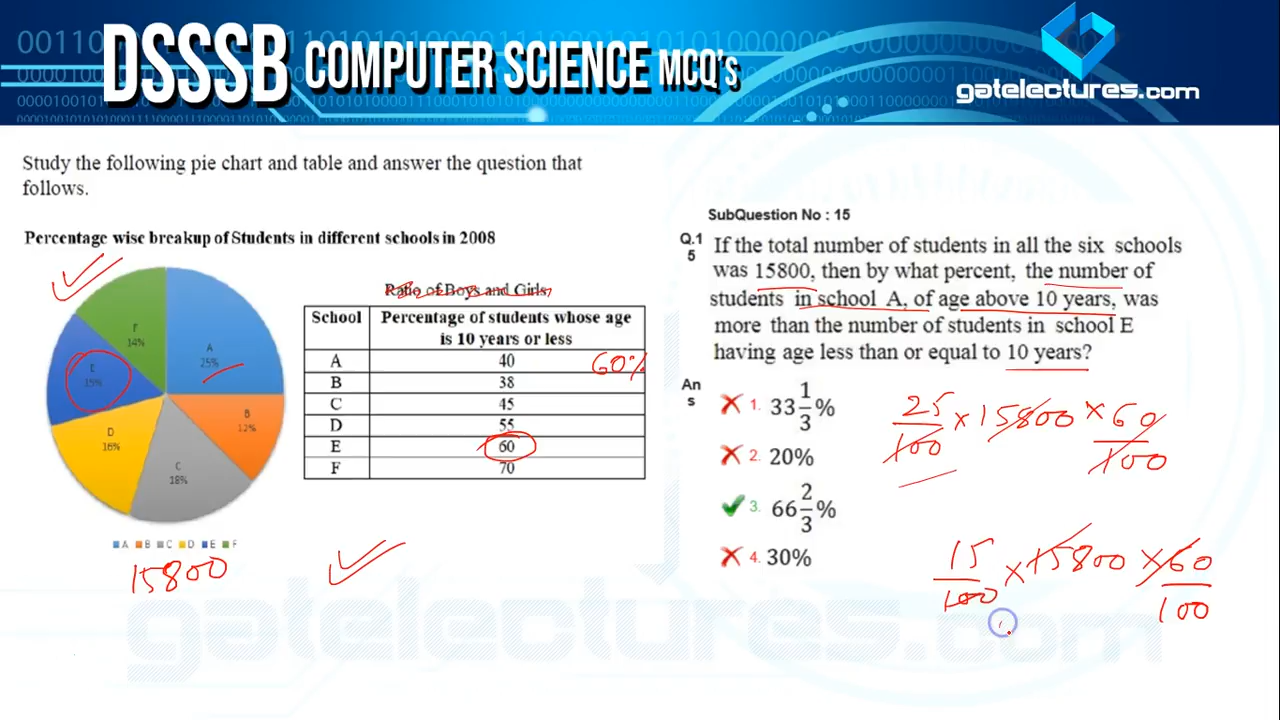 DSSSB COMPUTER SCIENCE MCQ's
gatelectures.com
Study the following pie chart and table and answer the question that
follows.
Percentage wise breakup of Students in different schools in 2008
F
14%
A
25%
E
15%
B
12%
D
16%
C
18%
A B C D E F
15800
Ratio of Boys and Girls
School Percentage of students whose age
is 10 years or less
A 40 60%
B 38
C 45
D 55
E 60
F 70
SubQuestion No : 15
Q.1
5
If the total number of students in all the six schools
was 15800, then by what percent, the number of
students in school A, of age above 10 years, was
more than the number of students in school E
having age less than or equal to 10 years?
An
s
1. 33 1/3 %
2. 20%
3. 66 2/3 %
4. 30%
25/100 × 15800 × 60/100
15/100 × 15800 × 60/100
gatelectures.com